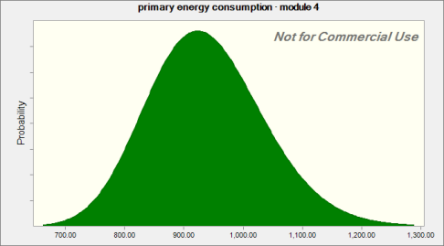 primary energy consumption - module 4
Not for Commercial Use
Probability
700.00 800.00 900.00 1,000.00 1,100.00 1,200.00 1,300.00